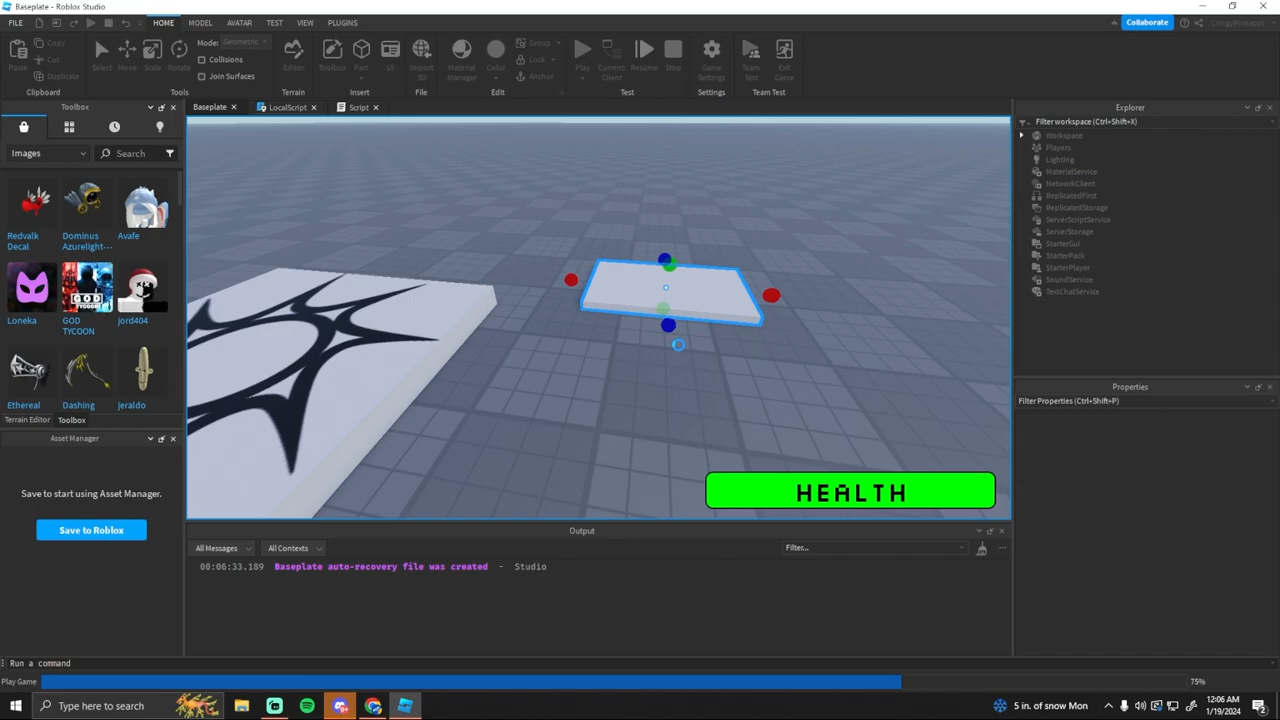 Baseplate - Roblox Studio
FILE HOME MODEL AVATAR TEST VIEW PLUGINS Collaborate
Paste Copy Cut Duplicate Clipboard
Select Move Scale Rotate Mode: Geometric Collisions Join Surfaces Tools
Editor Terrain
Toolbox Part UI Insert
Import 3D File
Material Manager Color Group Lock Anchor Edit
Play Current Client Resume Stop Test
Game Settings Settings
Team Test Exit Game Team Test
Toolbox
Images Search
Redvalk Decal
Dominus Azurelight...
Avafe
Loneka
GOD TYCOON
GOD TYCOON
jord404
Ethereal
Dashing
jeraldo
Terrain Editor Toolbox
Asset Manager
Save to start using Asset Manager.
Save to Roblox
Baseplate LocalScript Script
HEALTH
Output
All Messages All Contexts Filter...
00:06:33.189 Baseplate auto-recovery file was created - Studio
Explorer
Filter workspace (Ctrl+Shift+X)
Workspace
Players
Lighting
MaterialService
NetworkClient
ReplicatedFirst
ReplicatedStorage
ServerScriptService
ServerStorage
StarterGui
StarterPack
StarterPlayer
SoundService
TextChatService
Properties
Filter Properties (Ctrl+Shift+P)
Run a command
Play Game 75%
Type here to search
5 in. of snow Mon
12:06 AM
1/19/2024